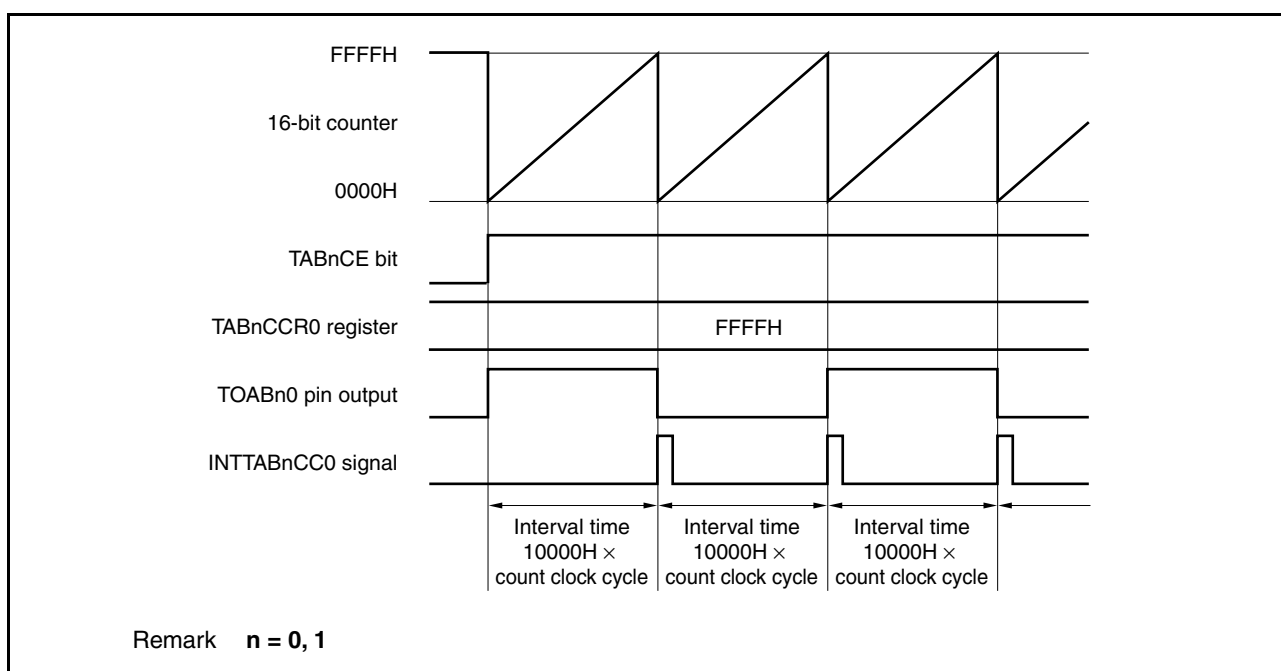 FFFFH
16-bit counter
0000H
TABnCE bit
TABnCCR0 register
FFFFH
TOABn0 pin output
INTTABnCC0 signal
Interval time
10000H ×
count clock cycle
Interval time
10000H ×
count clock cycle
Interval time
10000H ×
count clock cycle
Remark n = 0, 1